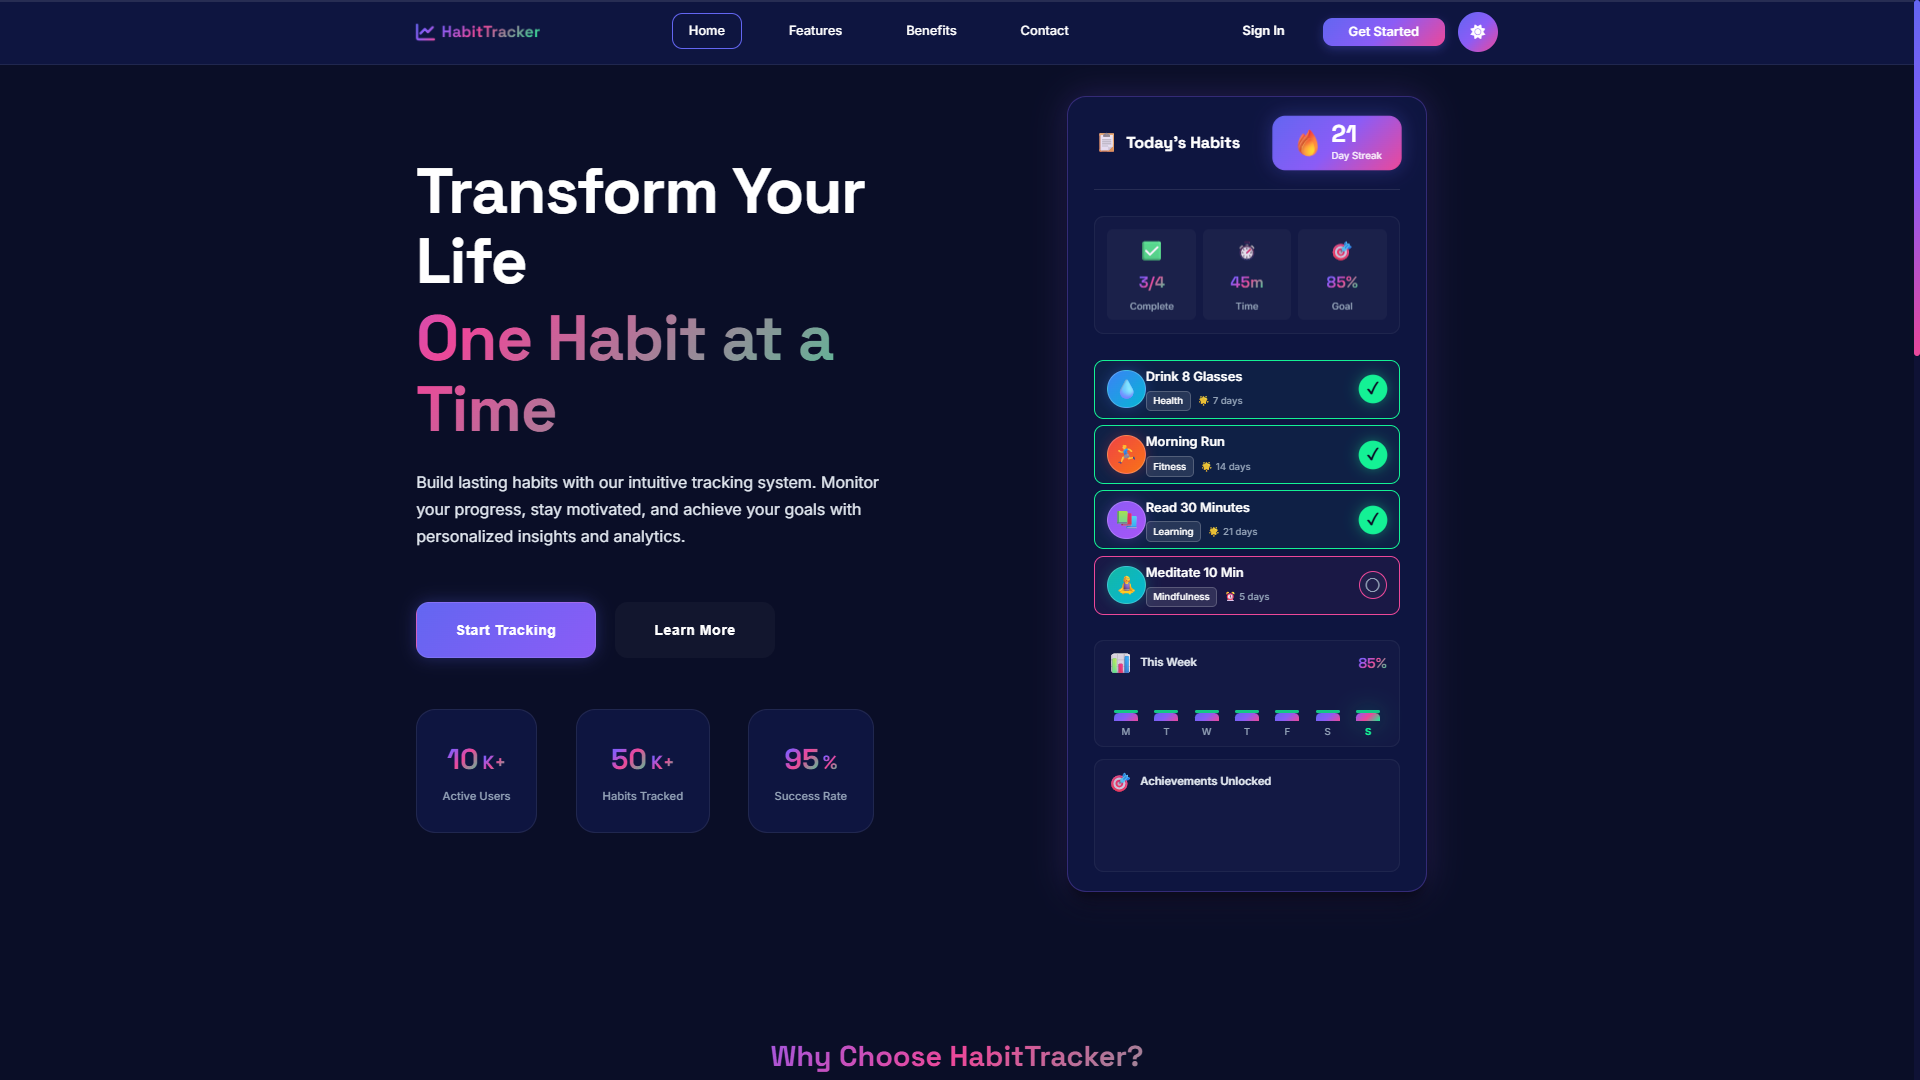 HabitTracker
Home
Features
Benefits
Contact
Sign In
Get Started
Transform Your
Life
One Habit at a
Time
Build lasting habits with our intuitive tracking system. Monitor
your progress, stay motivated, and achieve your goals with
personalized insights and analytics.
Start Tracking
Learn More
10 K+
Active Users
50 K+
Habits Tracked
95 %
Success Rate
Today's Habits
21
Day Streak
3/4
Complete
45m
Time
85%
Goal
Drink 8 Glasses
Health
7 days
Morning Run
Fitness
14 days
Read 30 Minutes
Learning
21 days
Meditate 10 Min
Mindfulness
5 days
This Week
85%
M
T
W
T
F
S
S
Achievements Unlocked
Why Choose HabitTracker?